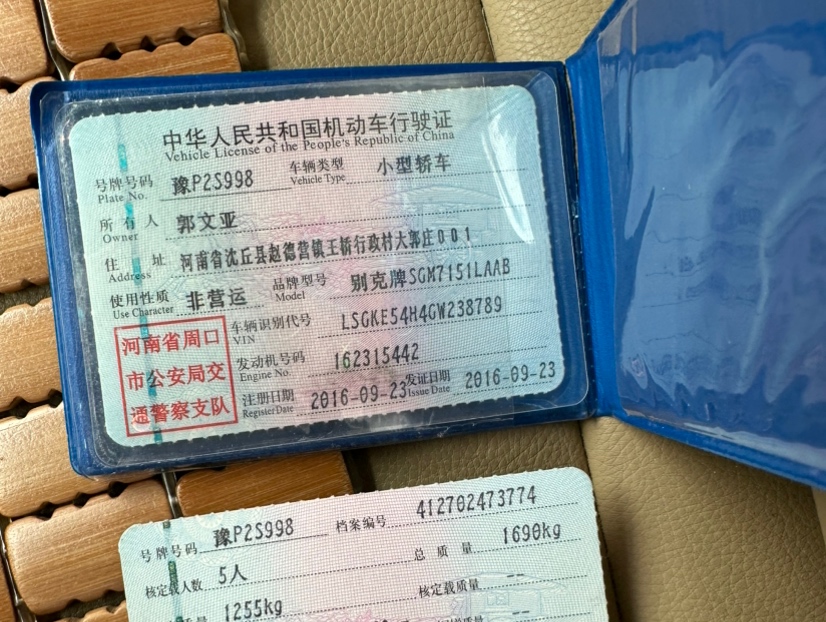 中华人民共和国机动车行驶证
Vehicle License of the People's Republic of China
号牌号码 豫P2S998 车辆类型 小型轿车
Plate No. Vehicle Type
所有人 郭文亚
Owner
住址 河南省沈丘县赵德营镇王桥行政村大郭庄001
Address
使用性质 非营运 品牌型号 别克牌SGM7151LAAB
Use Character Model
河南省周口
市公安局交
通警察支队
车辆识别代号 LSGKE54H4GW238789
VIN
发动机号码 162315442
Engine No.
注册日期 2016-09-23 发证日期 2016-09-23
Register Date Issue Date
号牌号码 豫P2S998 档案编号 412702473774
核定载人数 5人 总质量 1690kg
质量 1255kg 核定载质量 --
--